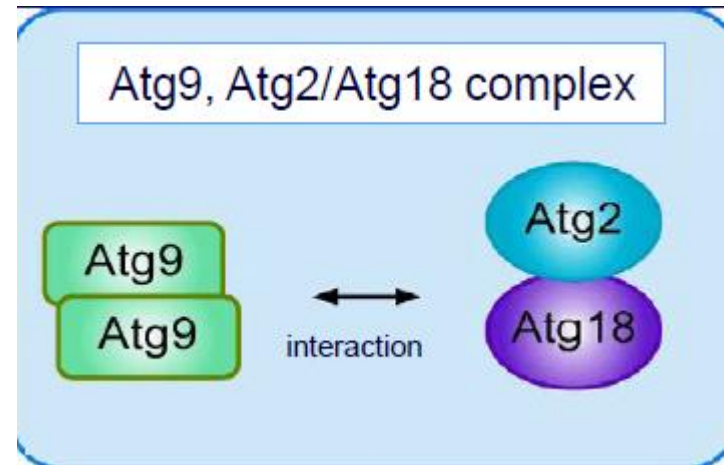 Atg9, Atg2/Atg18 complex
Atg9
Atg9
interaction
Atg2
Atg18